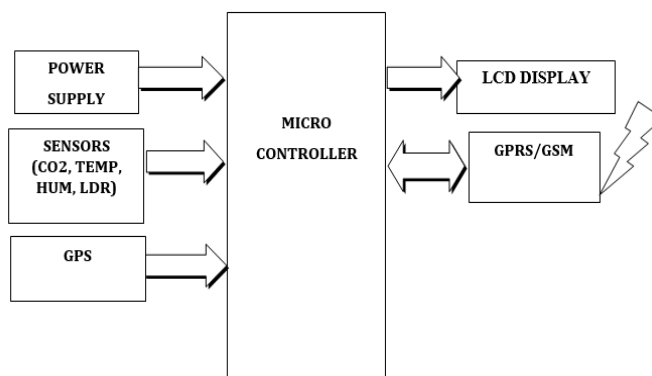 POWER
SUPPLY
SENSORS
(CO2, TEMP,
HUM, LDR)
GPS
MICRO
CONTROLLER
LCD DISPLAY
GPRS/GSM